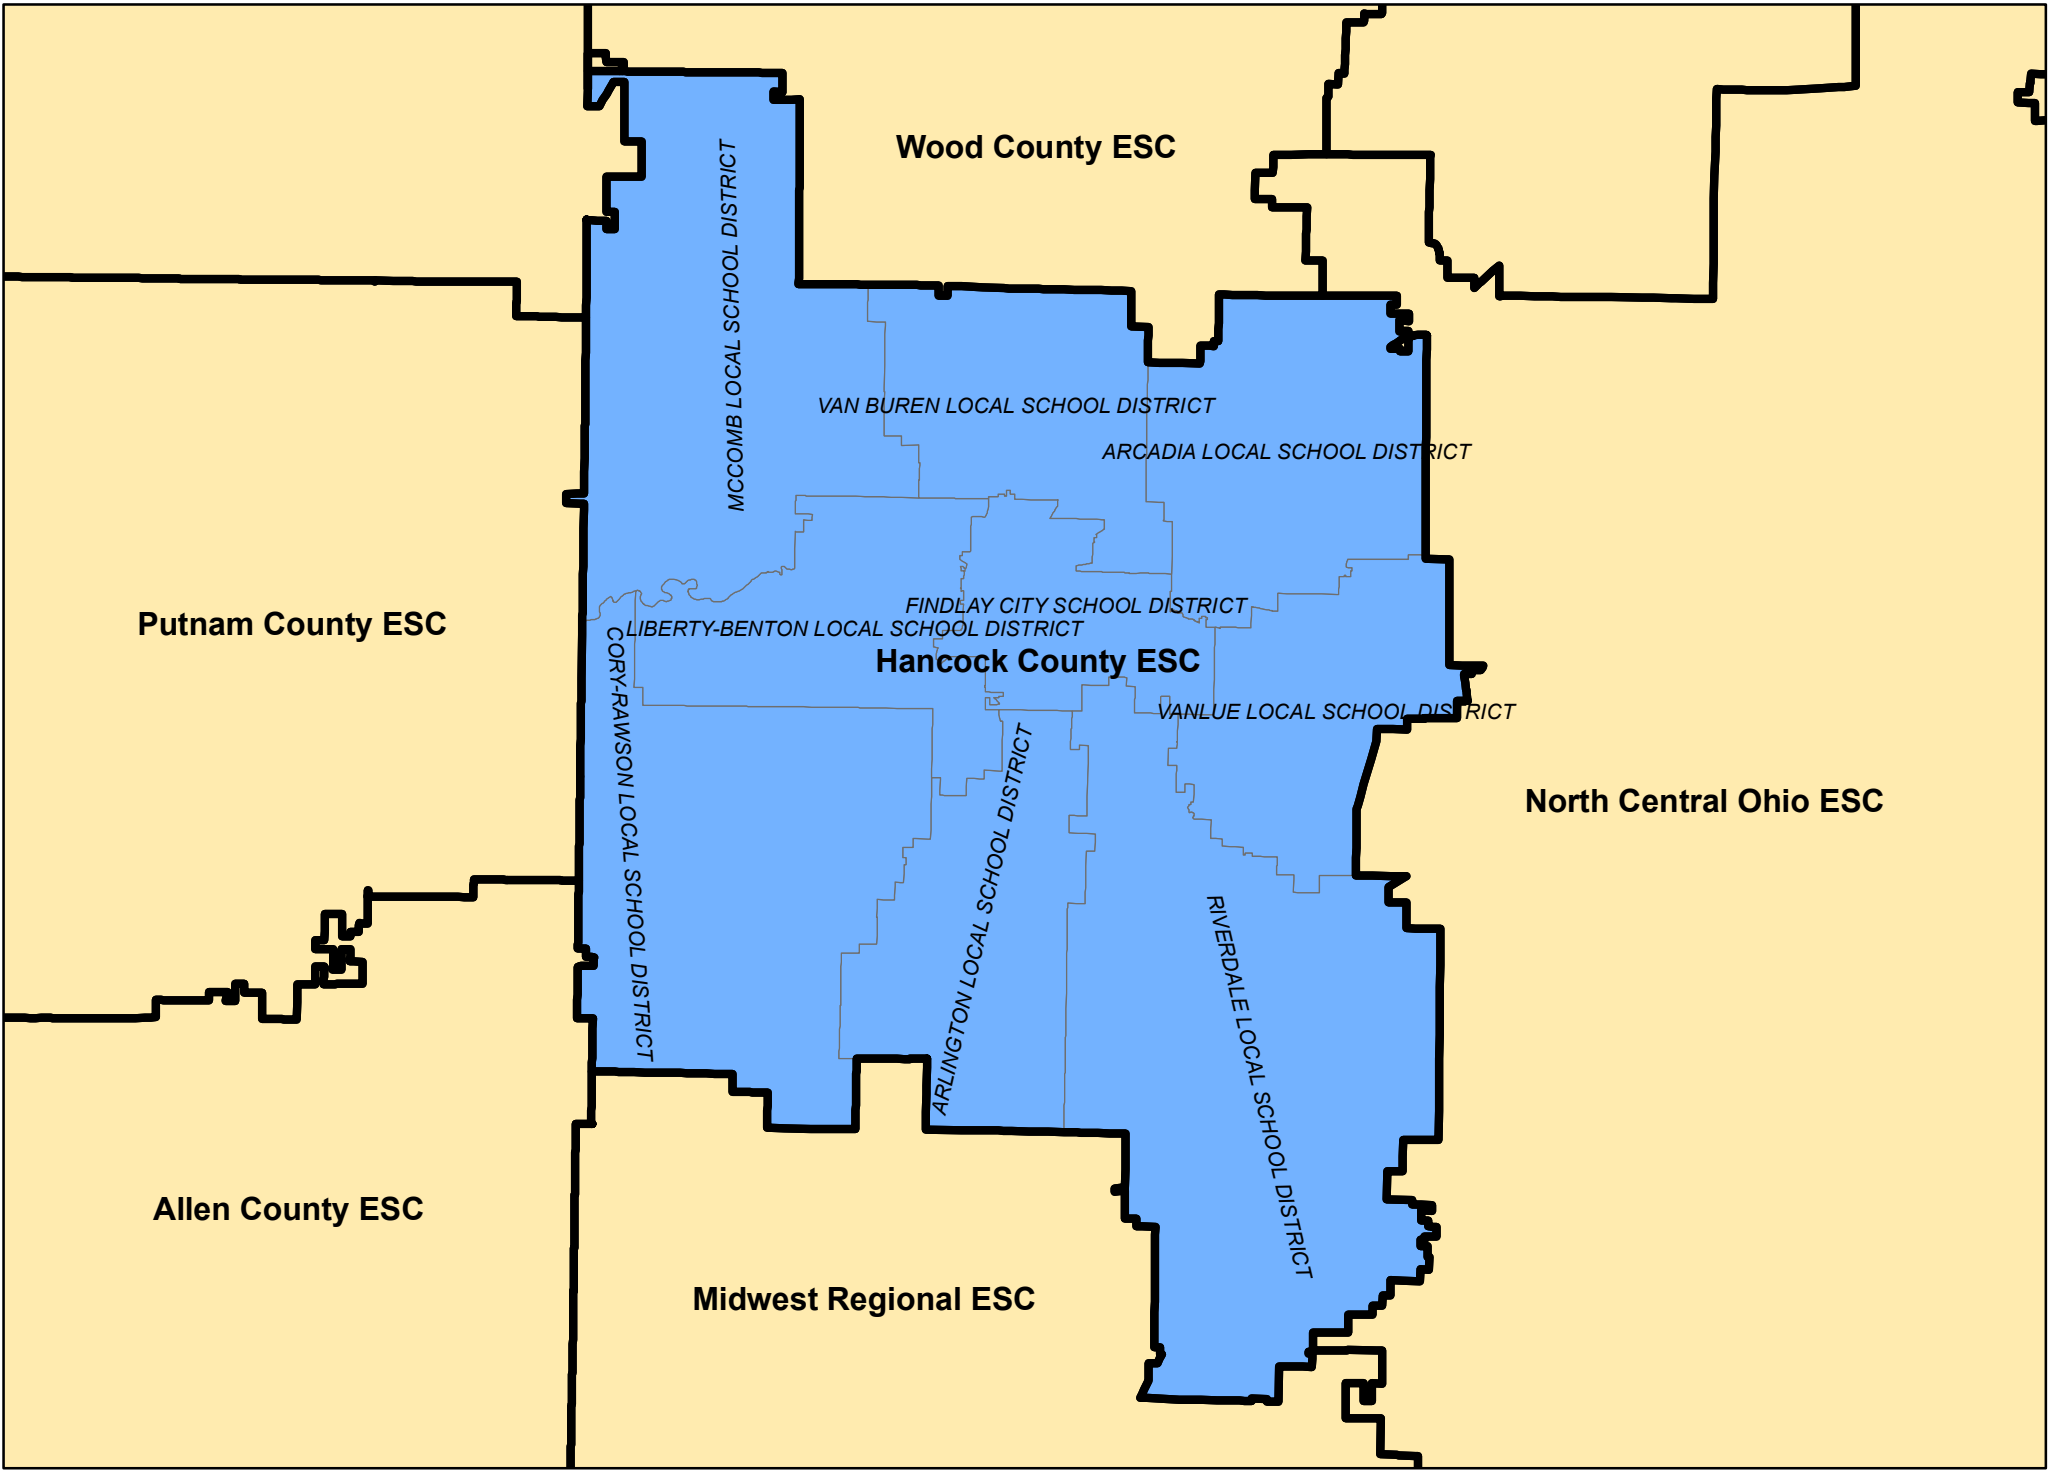 Wood County ESC
MCCOMB LOCAL SCHOOL DISTRICT
VAN BUREN LOCAL SCHOOL DISTRICT
ARCADIA LOCAL SCHOOL DISTRICT
Putnam County ESC
FINDLAY CITY SCHOOL DISTRICT
LIBERTY-BENTON LOCAL SCHOOL DISTRICT
Hancock County ESC
CORY-RAWSON LOCAL SCHOOL DISTRICT
VANLUE LOCAL SCHOOL DISTRICT
ARLINGTON LOCAL SCHOOL DISTRICT
North Central Ohio ESC
RIVERDALE LOCAL SCHOOL DISTRICT
Allen County ESC
Midwest Regional ESC